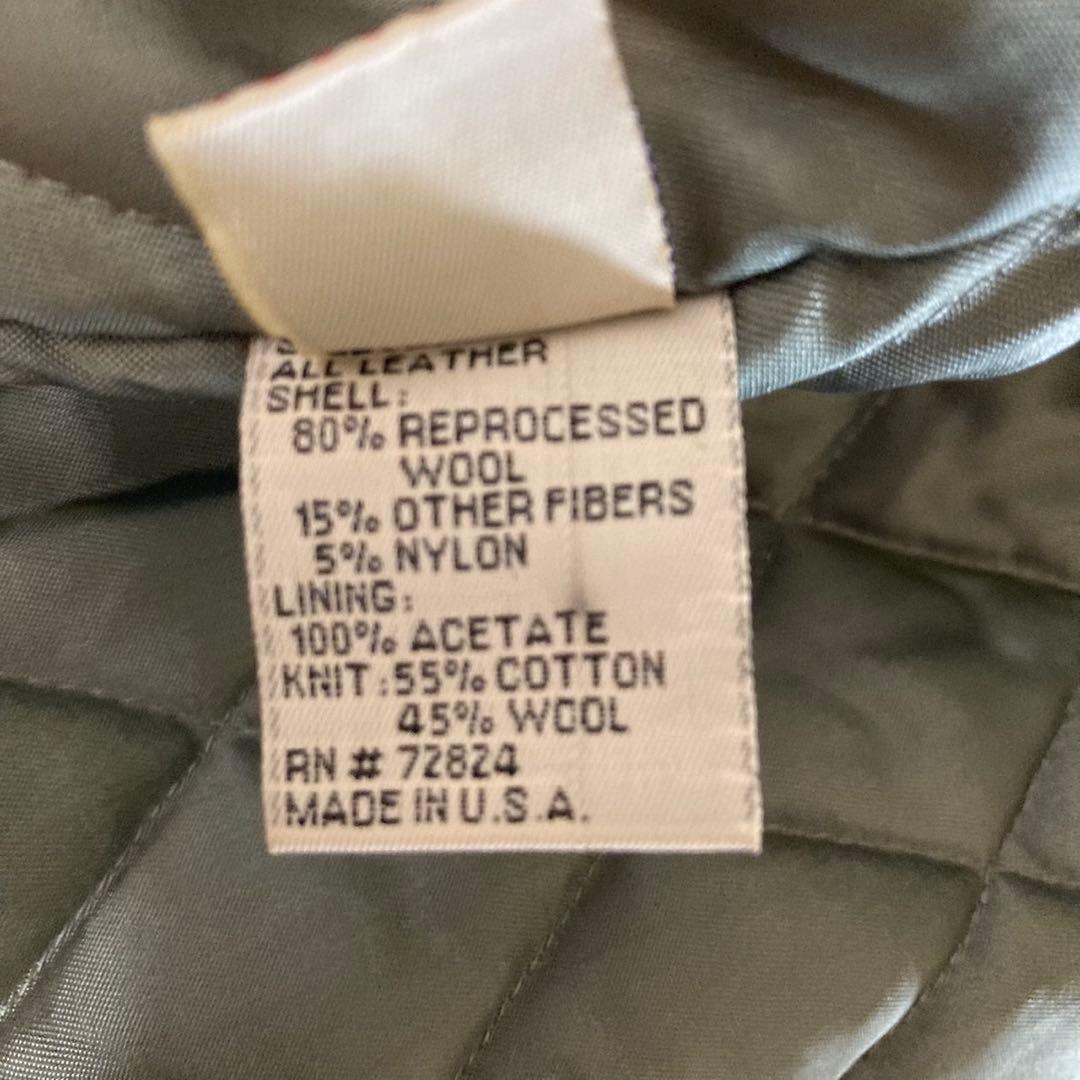 ALL LEATHER
SHELL:
80% REPROCESSED
WOOL
15% OTHER FIBERS
5% NYLON
LINING:
100% ACETATE
KNIT:55% COTTON
45% WOOL
RN # 72824
MADE IN U.S.A.